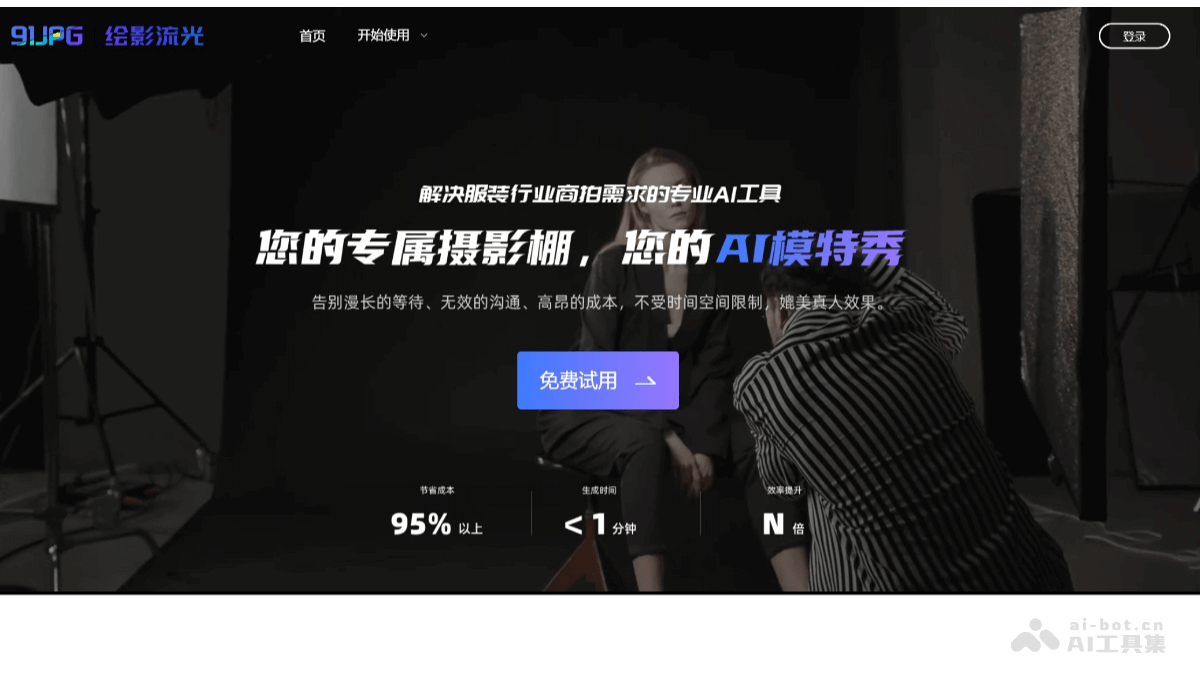 91JPG 绘影流光
首页 开始使用
登录
解决服装行业商拍需求的专业AI工具
您的专属摄影棚，您的AI模特秀
告别漫长的等待、无效的沟通、高昂的成本，不受时间空间限制，媲美真人效果。
免费试用
节省成本 生成时间 效率提升
95% 以上 < 1 分钟 N 倍
ai-bot.cn
AI工具集